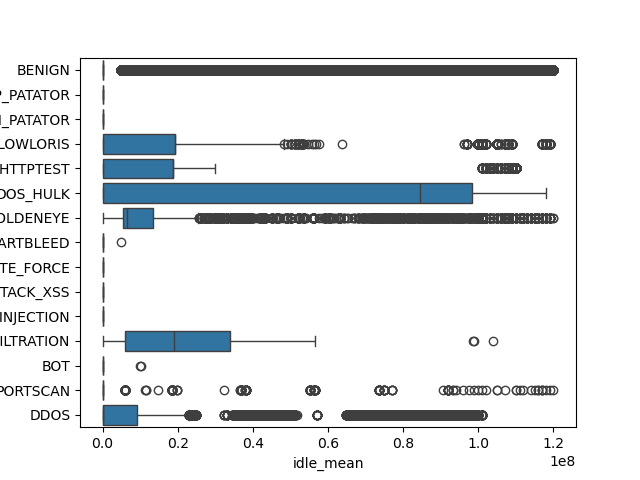 BENIGN
P_PATATOR
_PATATOR
LOWLORIS
HTTPTEST
DOS_HULK
OLDENEYE
ARTBLEED
TE_FORCE
TACK_XSS
INJECTION
ILTRATION
BOT
PORTSCAN
DDOS
0.0 0.2 0.4 0.6 0.8 1.0 1.2
1e8
idle_mean